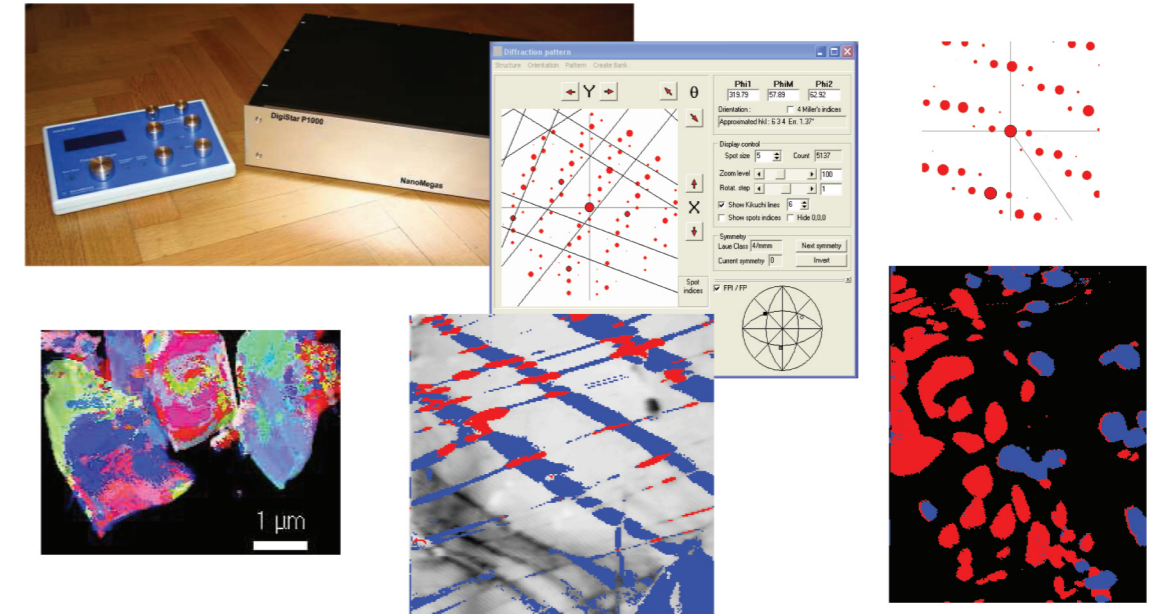 DigiStar P1000
NanoMegas
Diffraction pattern
Structure Orientation Pattern Create Bank
Y
θ
X
Spot indices
Phi1 PhiM Phi2
319.79 57.89 62.92
Orientation : 4 Miller's indices
Approximated hkl : 6 3 4 Err. 1.37°
Display control
Spot size 5 Count 5137
Zoom level 100
Rotat. step 1
Show Kikuchi lines 6
Show spots indices Hide 0,0,0
Symmetry
Laue Class 4/mmm Next symmetry
Current symmetry 0 Invert
FPI / FP
1 µm